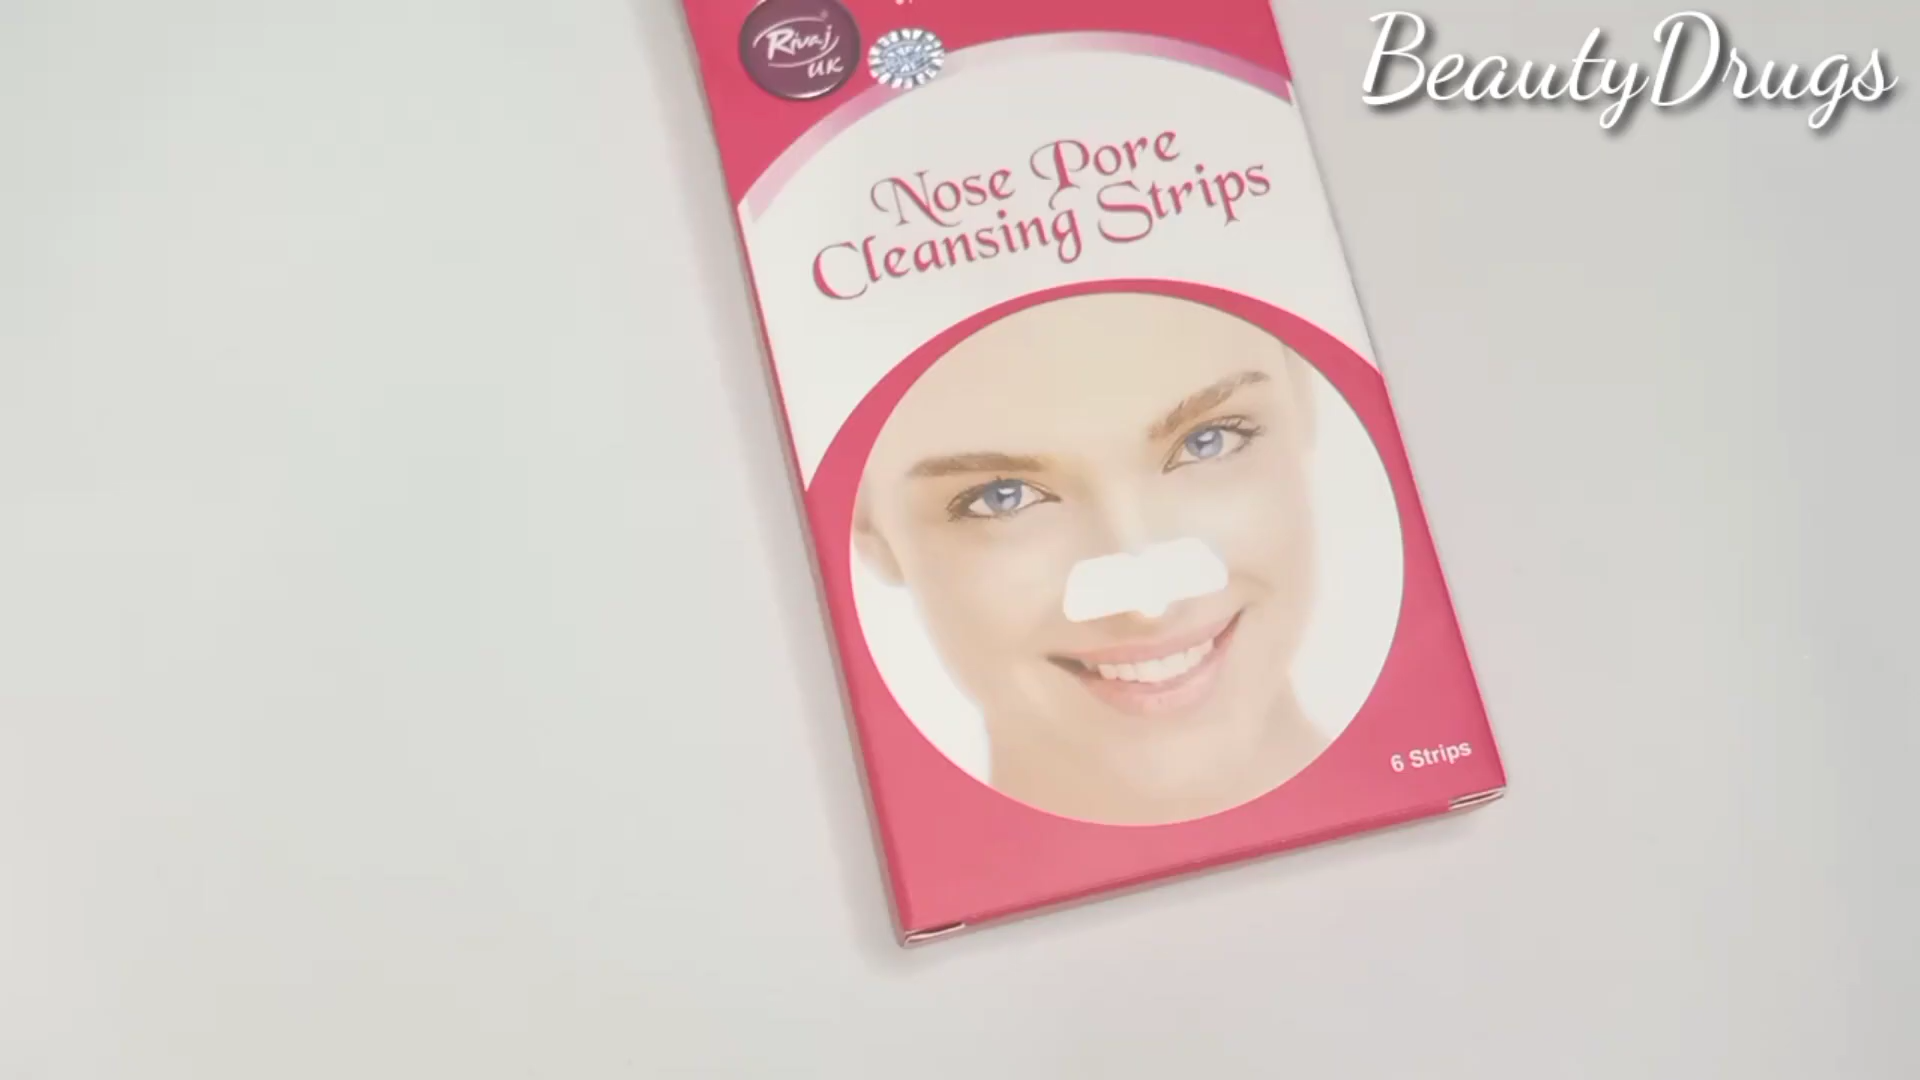 BeautyDrugs
Rivaj
UK
Nose Pore
Cleansing Strips
6 Strips